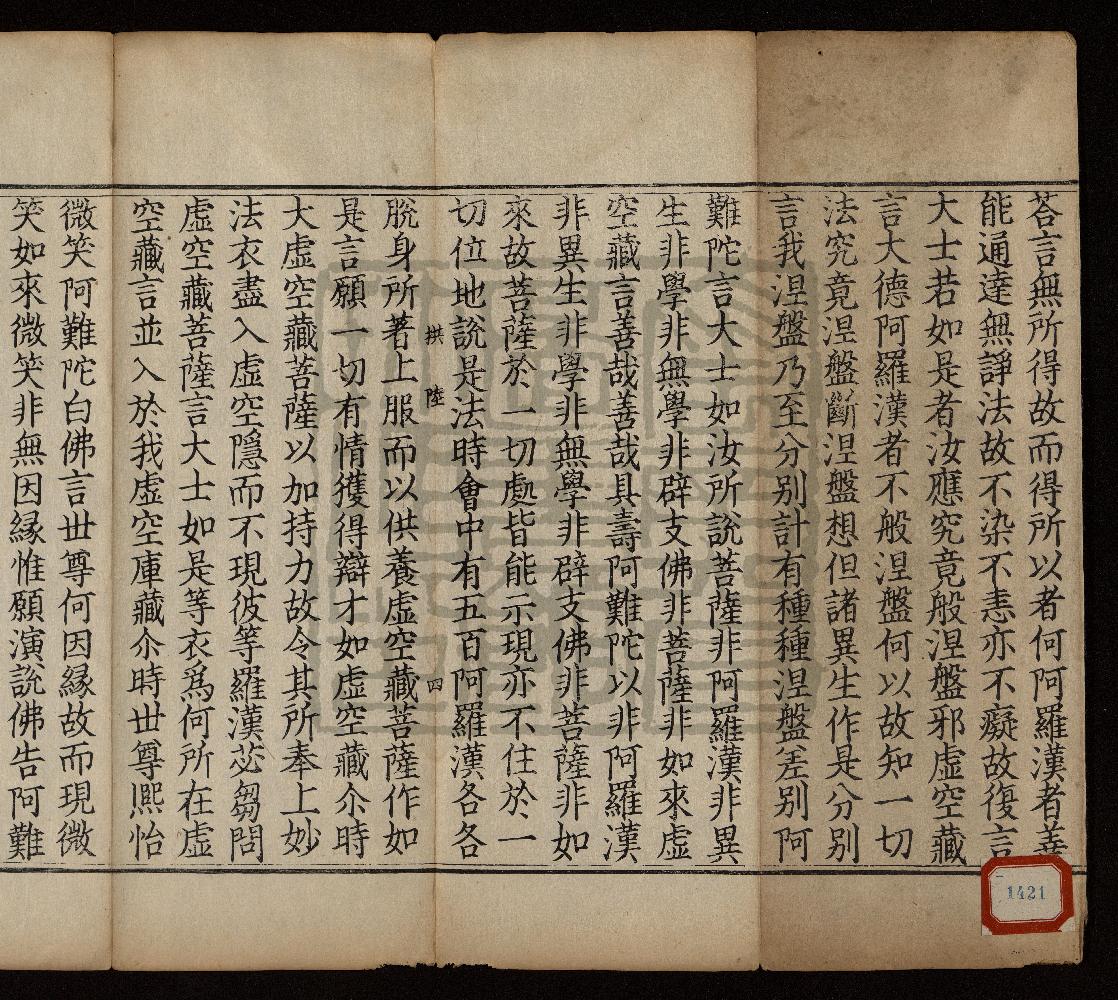 荅言無所得故而得所以者何阿羅漢者善
能通達無諍法故不染不恚亦不癡故復言
大士若如是者汝應究竟般涅盤邪虛空藏
言大德阿羅漢者不般涅盤何以故知一切
法究竟涅盤斷涅盤想但諸異生作是分別
言我涅盤乃至分別計有種種涅盤差別阿
難陀言大士如汝所說菩薩非阿羅漢非異
生非學非無學非辟支佛非菩薩非如來虛
空藏言善哉善哉具壽阿難陀以非阿羅漢
非異生非學非無學非辟支佛非菩薩非如
來故菩薩於一切處皆能示現亦不住於一
切位地說是法時會中有五百阿羅漢各各
拱 陸 四
脫身所著上服而以供養虛空藏菩薩作如
是言願一切有情獲得辯才如虛空藏尒時
大虛空藏菩薩以加持力故令其所奉上妙
法衣盡入虛空隱而不現彼等羅漢苾芻問
虛空藏菩薩言大士如是等衣爲何所在虛
空藏言並入於我虛空庫藏尒時丗尊熈怡
微笑阿難陀白佛言丗尊何因縁故而現微
笑如來微笑非無因縁惟願演說佛告阿難
1421